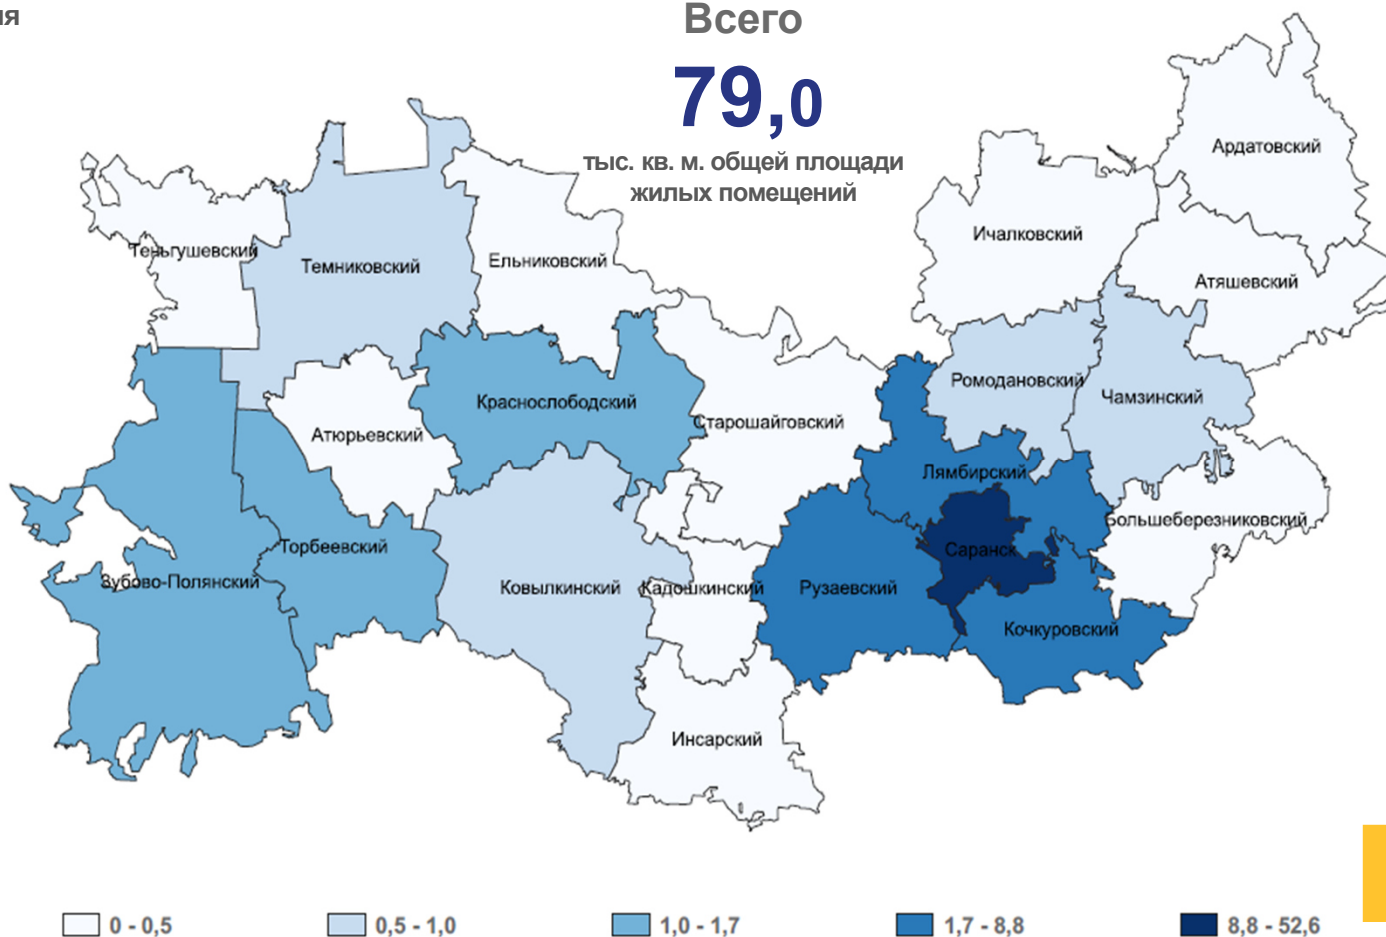 Всего
79,0
тыс. кв. м. общей площади
жилых помещений
Ардатовский
Ичалковский
Теньгушевский
Темниковский
Ельниковский
Атяшевский
Ромодановский
Чамзинский
Краснослободский
Старошайговский
Атюрьевский
Лямбирский
Большеберезниковский
Торбеевский
Саранск
Зубово-Полянский
Ковылкинский
Кадошкинский
Рузаевский
Кочкуровский
Инсарский
0 - 0,5
0,5 - 1,0
1,0 - 1,7
1,7 - 8,8
8,8 - 52,6